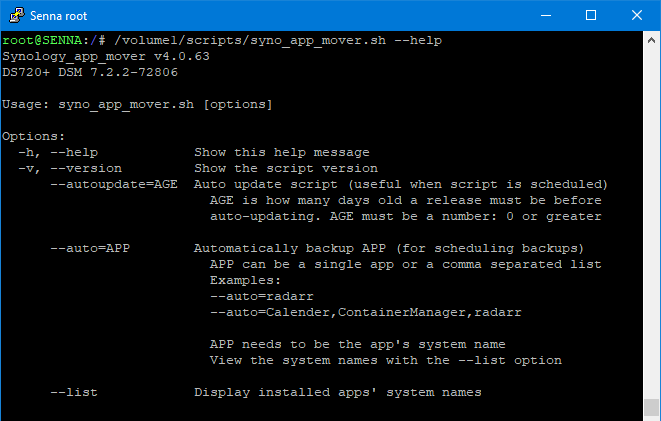 Senna root
root@SENNA:/# /volume1/scripts/syno_app_mover.sh --help
Synology_app_mover v4.0.63
DS720+ DSM 7.2.2-72806
Usage: syno_app_mover.sh [options]
Options:
-h, --help Show this help message
-v, --version Show the script version
--autoupdate=AGE Auto update script (useful when script is scheduled)
AGE is how many days old a release must be before
auto-updating. AGE must be a number: 0 or greater
--auto=APP Automatically backup APP (for scheduling backups)
APP can be a single app or a comma separated list
Examples:
--auto=radarr
--auto=Calender,ContainerManager,radarr
APP needs to be the app's system name
View the system names with the --list option
--list Display installed apps' system names